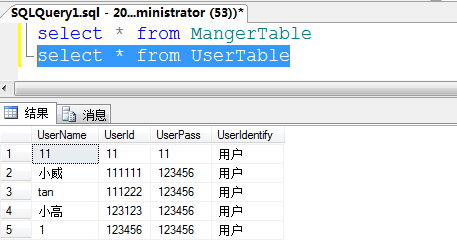 SQLQuery1.sql - 20...ministrator (53))*
select * from MangerTable
select * from UserTable
结果 消息
UserName UserId UserPass UserIdentify
1 11 11 11 用户
2 小威 111111 123456 用户
3 tan 111222 123456 用户
4 小高 123123 123456 用户
5 1 123456 123456 用户